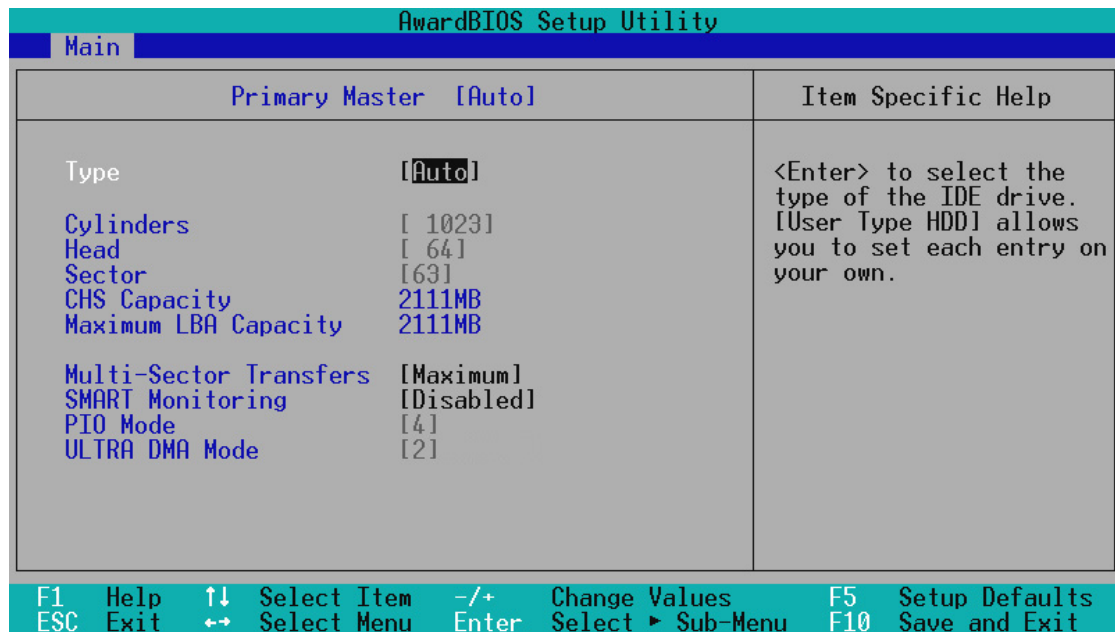 AwardBIOS Setup Utility
Main
Primary Master [Auto]
Item Specific Help
Type [Auto]
Cylinders [ 1023]
Head [ 64]
Sector [63]
CHS Capacity 2111MB
Maximum LBA Capacity 2111MB
Multi-Sector Transfers [Maximum]
SMART Monitoring [Disabled]
PIO Mode [4]
ULTRA DMA Mode [2]
<Enter> to select the
type of the IDE drive.
[User Type HDD] allows
you to set each entry on
your own.
F1 Help ↑↓ Select Item -/+ Change Values F5 Setup Defaults
ESC Exit ←→ Select Menu Enter Select ► Sub-Menu F10 Save and Exit